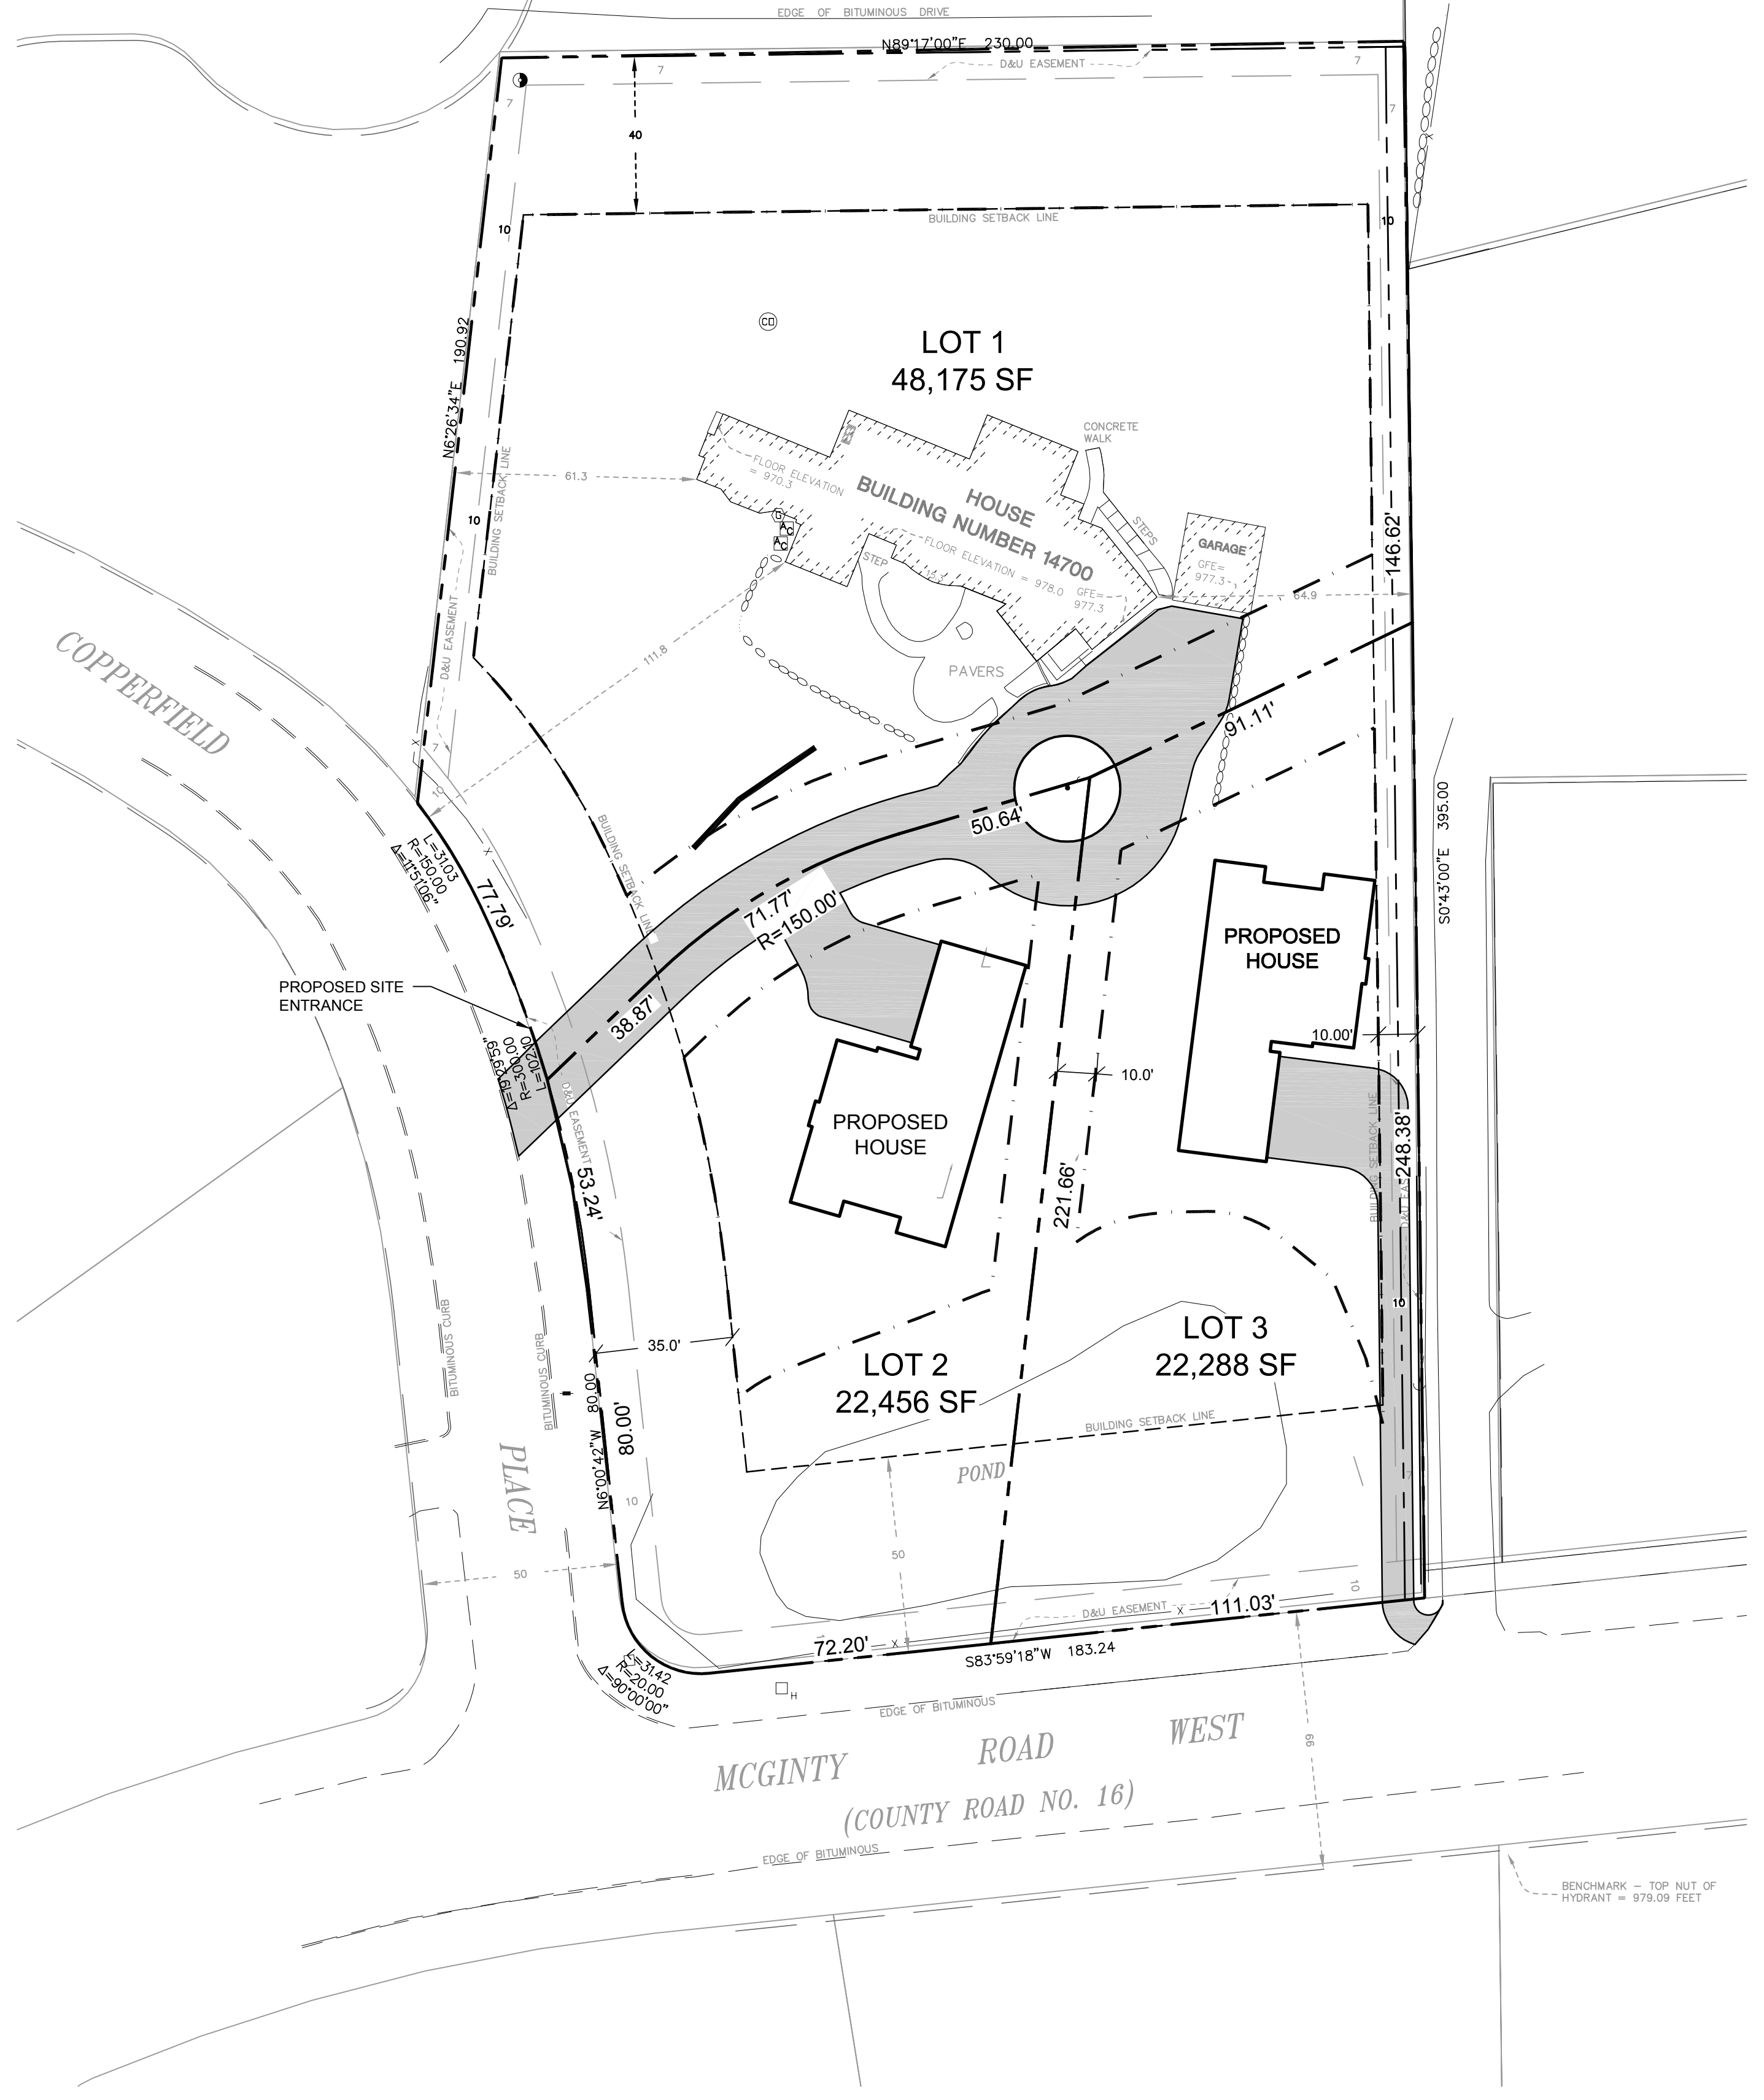 EDGE OF BITUMINOUS DRIVE
N89°17'00"E 230.00
D&U EASEMENT
7
7
7
7
40
10
10
BUILDING SETBACK LINE
CO
LOT 1
48,175 SF
N6°26'34"E 190.92
BUILDING SETBACK LINE
61.3
10
D&U EASEMENT
7
10
CONCRETE
WALK
FLOOR ELEVATION
= 970.3
HOUSE
BUILDING NUMBER 14700
FLOOR ELEVATION = 978.0
GFE=
977.3
STEP
15.3
STEPS
GARAGE
GFE=
977.3
64.9
G
AC
AC
111.8
PAVERS
146.62'
91.11'
50.64'
S0°43'00"E 395.00
COPPERFIELD
L=31.03
R=150.00
Δ=11°51'06"
X
X
77.79'
BUILDING SETBACK LINE
71.77'
R=150.00'
38.87'
PROPOSED SITE
ENTRANCE
L=102.10
R=300.00
Δ=19°29'59"
D&U EASEMENT
53.24'
PROPOSED
HOUSE
PROPOSED
HOUSE
10.00'
10.0'
221.66'
BUILDING SETBACK LINE
248.38'
10
35.0'
LOT 2
22,456 SF
LOT 3
22,288 SF
BITUMINOUS CURB
BITUMINOUS CURB
N6°00'42"W 80.00
80.00'
BUILDING SETBACK LINE
POND
PLACE
10
50
50
10
D&U EASEMENT
X
111.03'
72.20'
X
S83°59'18"W 183.24
L=31.42
R=20.00
Δ=90°00'00"
H
EDGE OF BITUMINOUS
MCGINTY ROAD WEST
66
(COUNTY ROAD NO. 16)
EDGE OF BITUMINOUS
BENCHMARK – TOP NUT OF
HYDRANT = 979.09 FEET